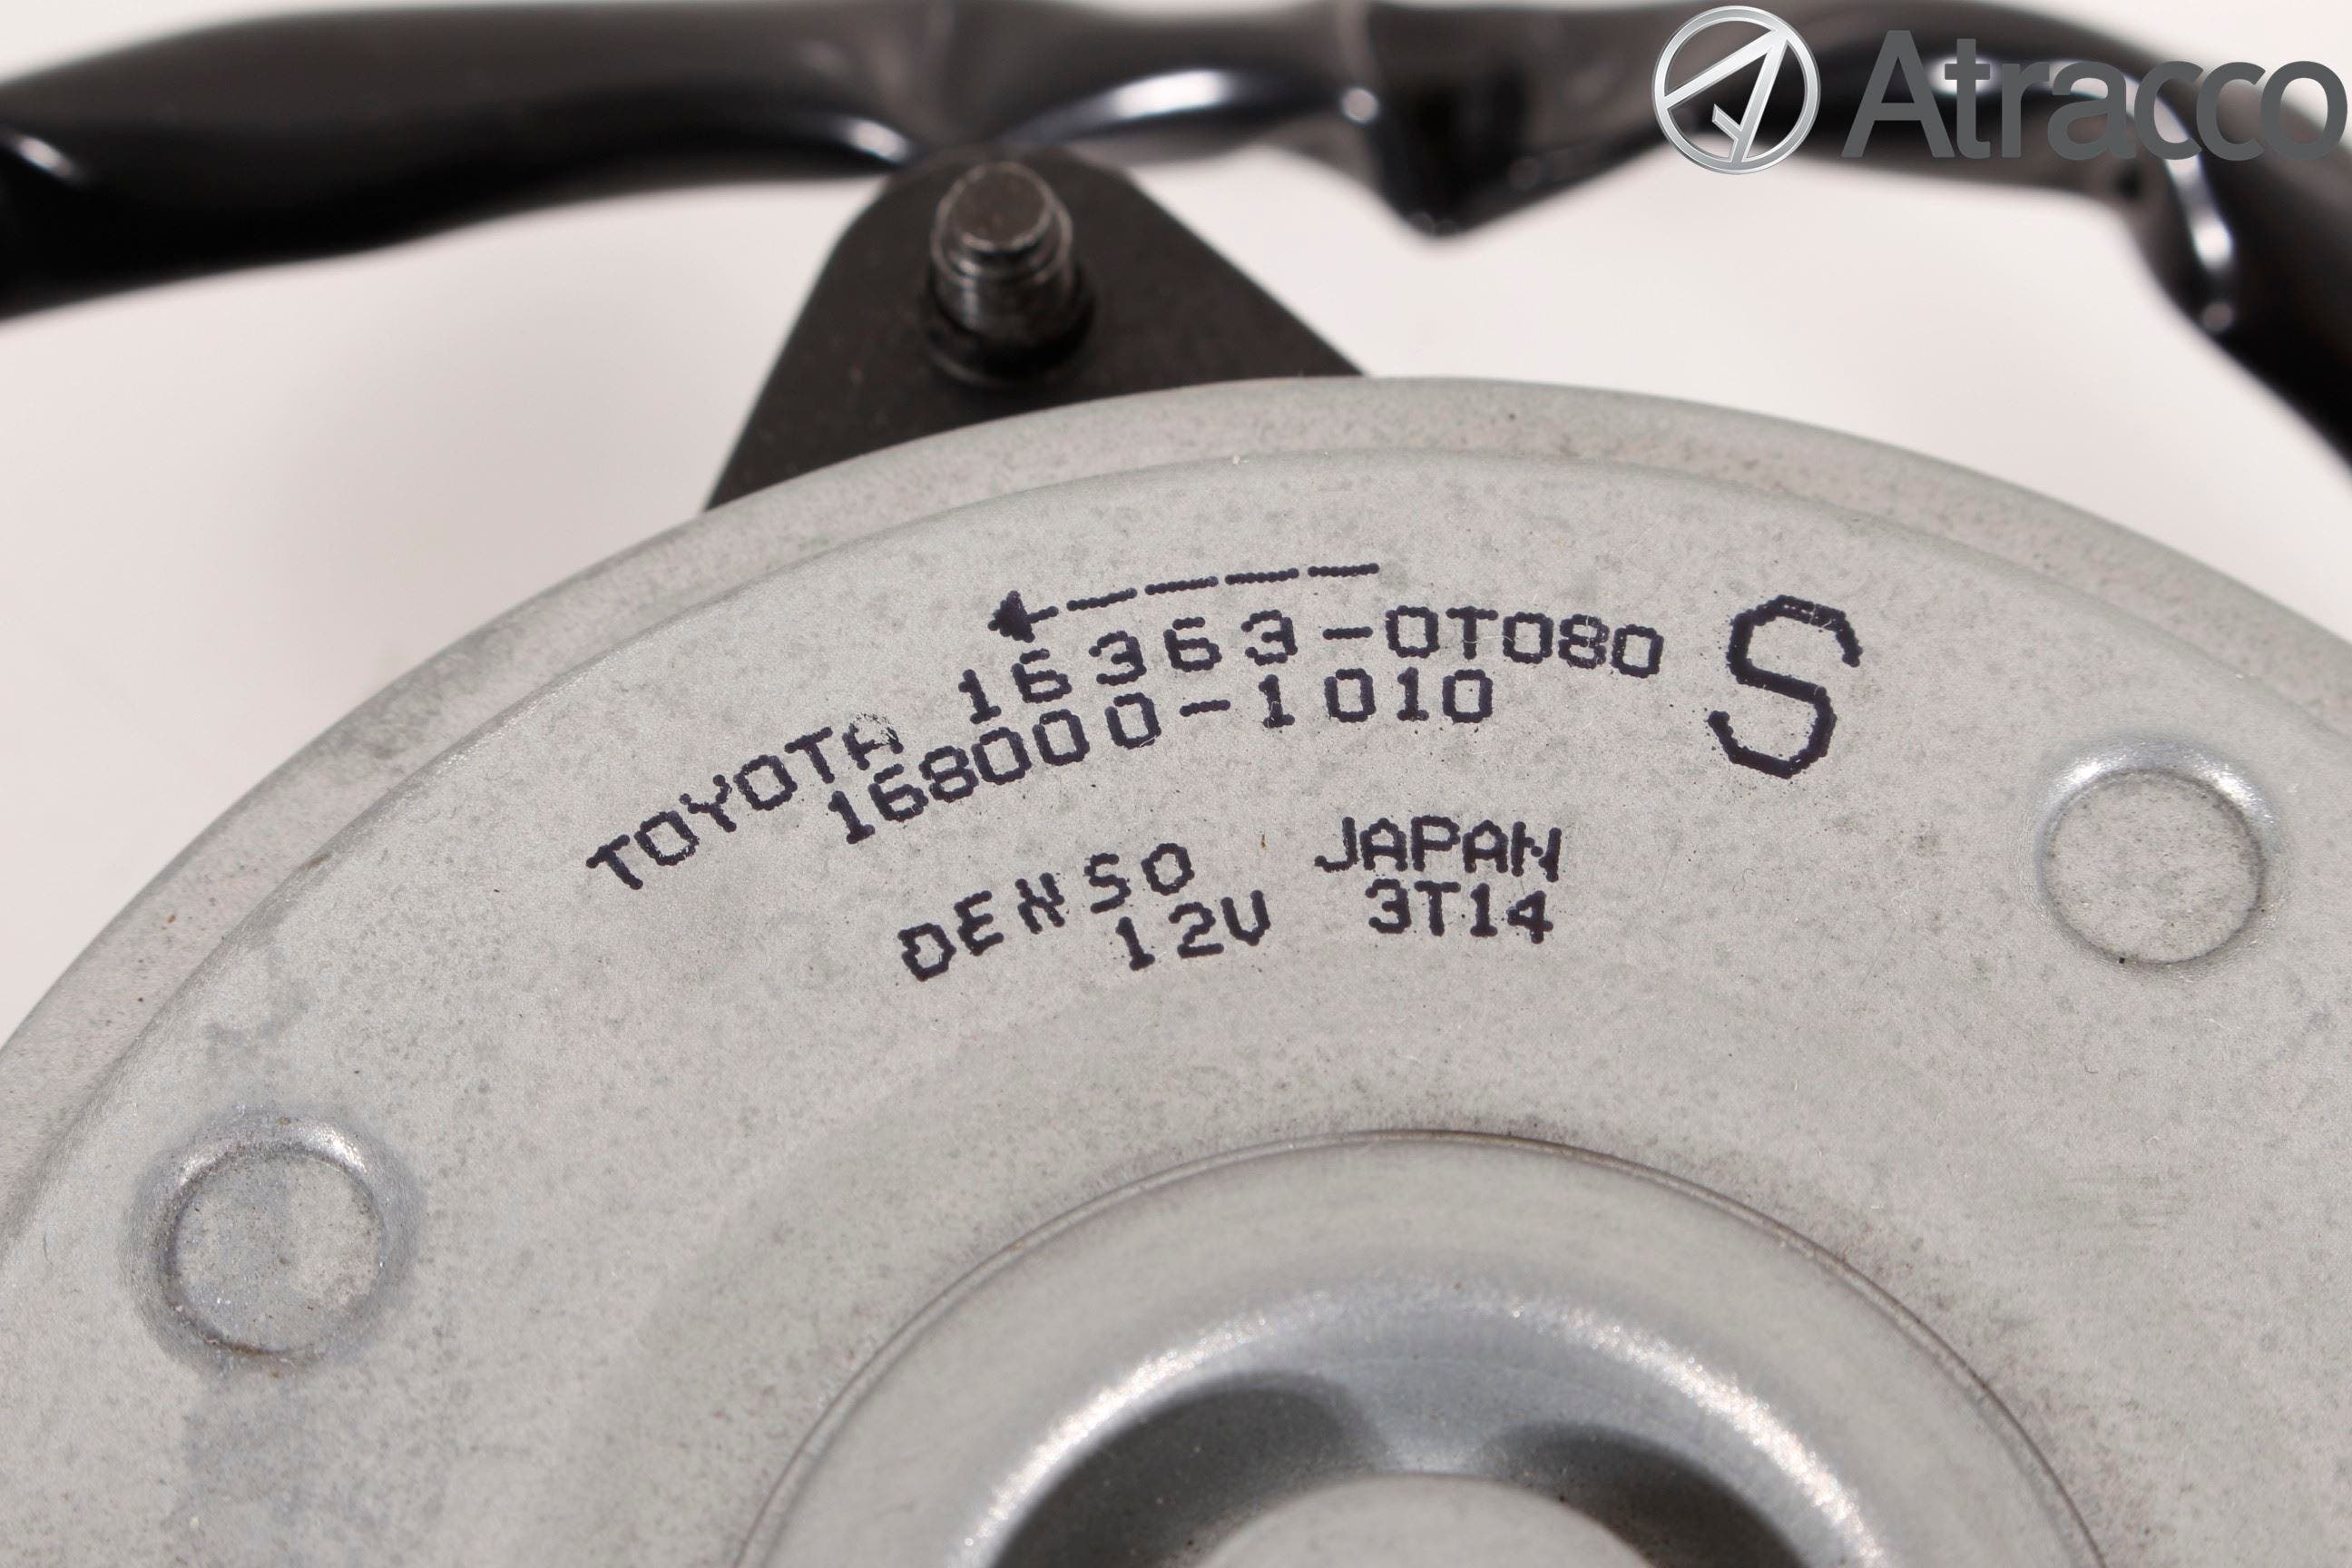 Atracco
TOYOTA 16363-0T080 S
168000-1010
DENSO JAPAN
12V 3T14